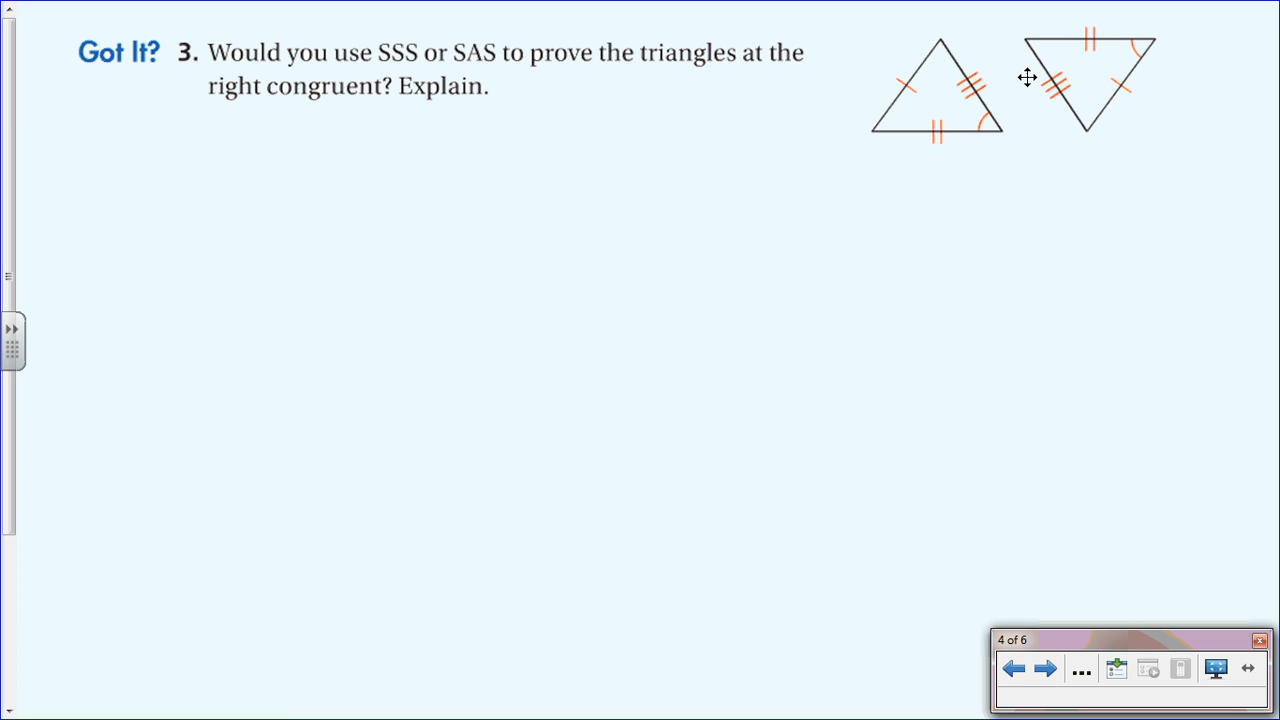 Got It? 3. Would you use SSS or SAS to prove the triangles at the
right congruent? Explain.
4 of 6
...